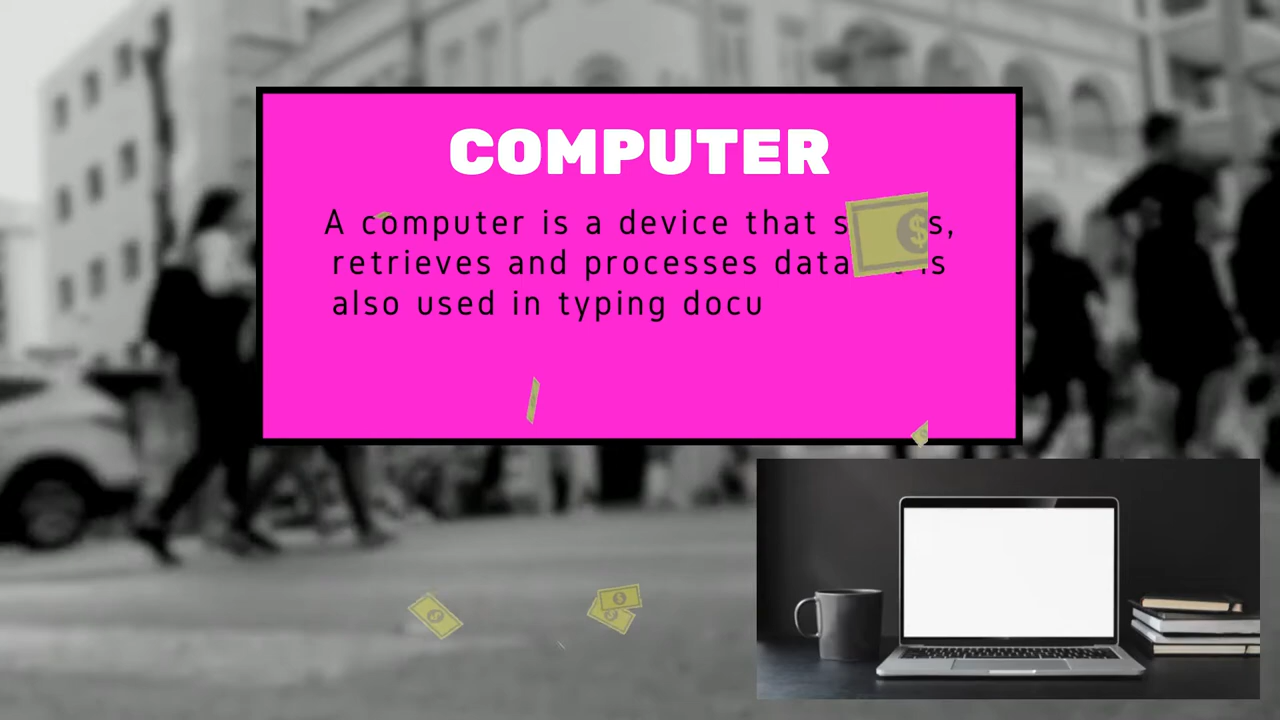 COMPUTER
A computer is a device that
retrieves and processes data
also used in typing docu